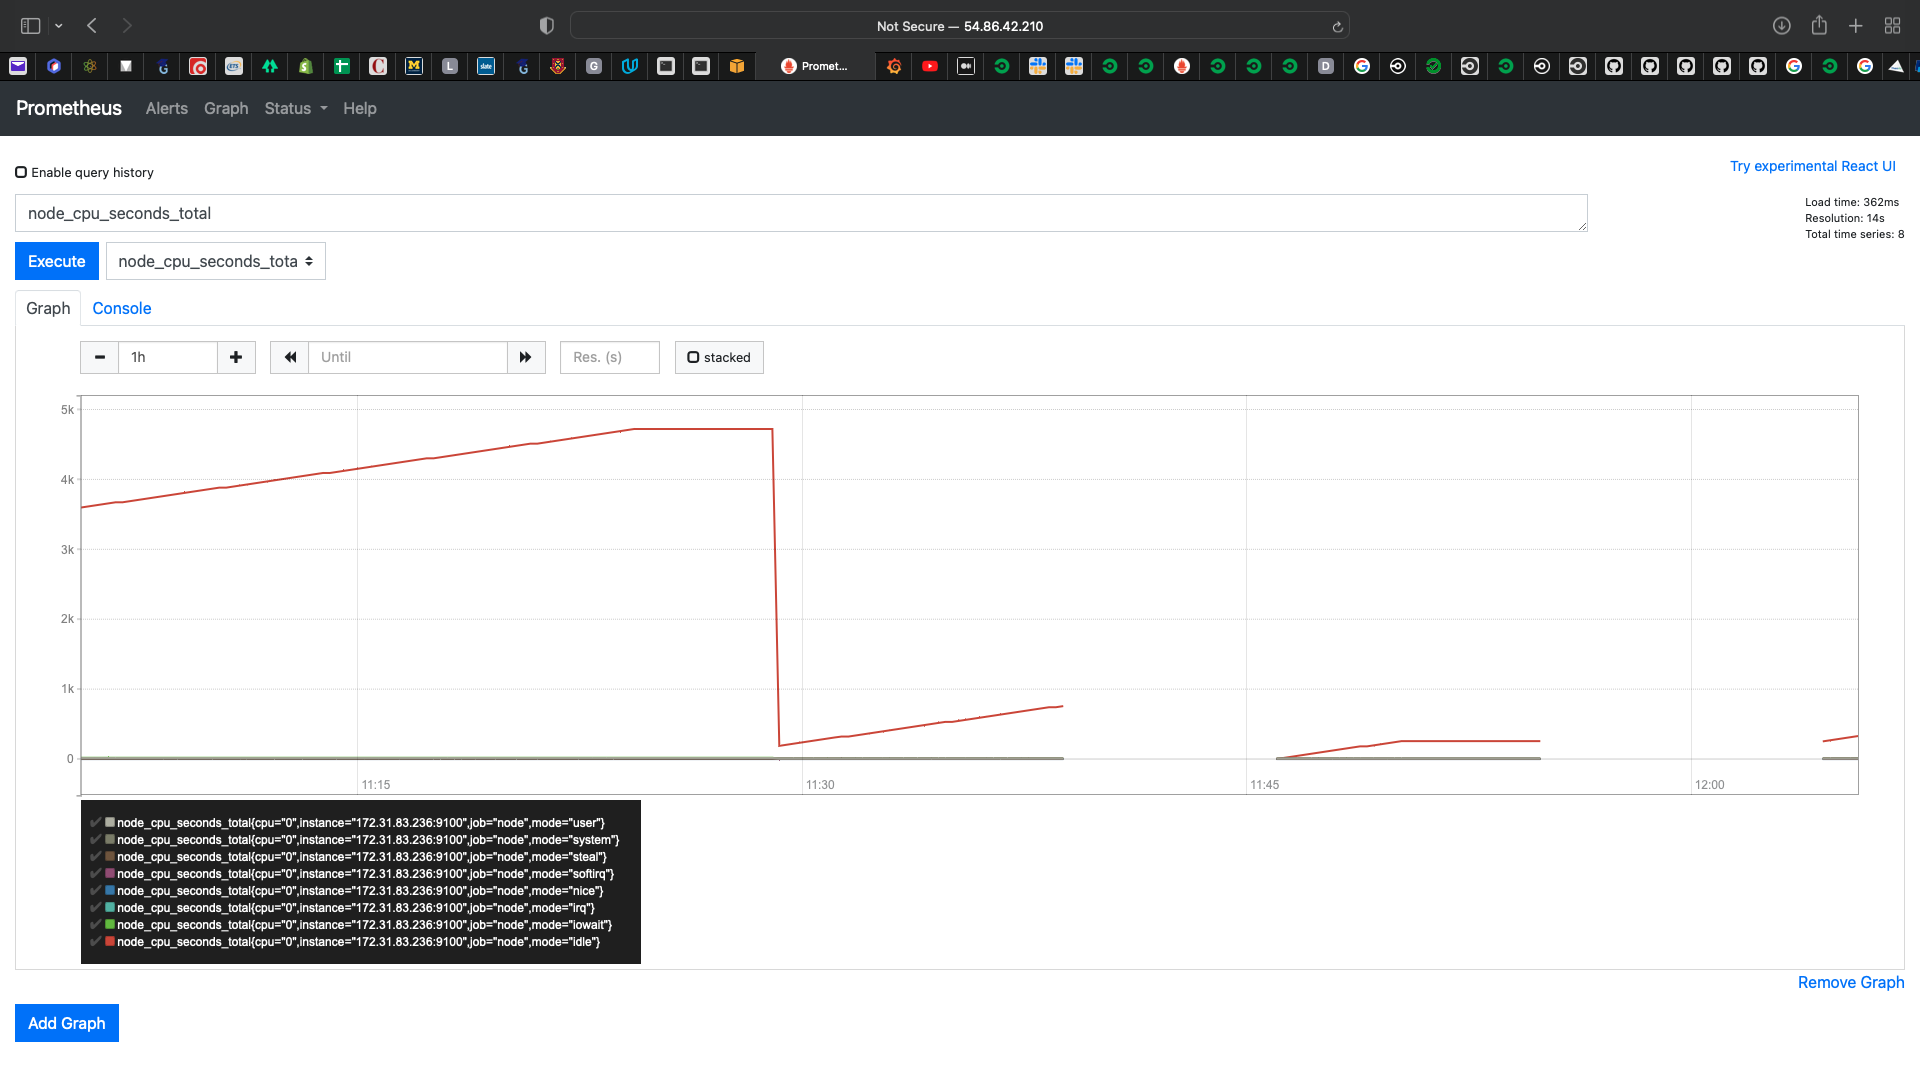 Not Secure — 54.86.42.210
Promet...
Prometheus Alerts Graph Status Help
Enable query history
Try experimental React UI
node_cpu_seconds_total
Load time: 362ms
Resolution: 14s
Total time series: 8
Execute node_cpu_seconds_tota
Graph Console
1h Until Res. (s) stacked
5k
4k
3k
2k
1k
0
11:15 11:30 11:45 12:00
node_cpu_seconds_total{cpu="0",instance="172.31.83.236:9100",job="node",mode="user"}
node_cpu_seconds_total{cpu="0",instance="172.31.83.236:9100",job="node",mode="system"}
node_cpu_seconds_total{cpu="0",instance="172.31.83.236:9100",job="node",mode="steal"}
node_cpu_seconds_total{cpu="0",instance="172.31.83.236:9100",job="node",mode="softirq"}
node_cpu_seconds_total{cpu="0",instance="172.31.83.236:9100",job="node",mode="nice"}
node_cpu_seconds_total{cpu="0",instance="172.31.83.236:9100",job="node",mode="irq"}
node_cpu_seconds_total{cpu="0",instance="172.31.83.236:9100",job="node",mode="iowait"}
node_cpu_seconds_total{cpu="0",instance="172.31.83.236:9100",job="node",mode="idle"}
Remove Graph
Add Graph